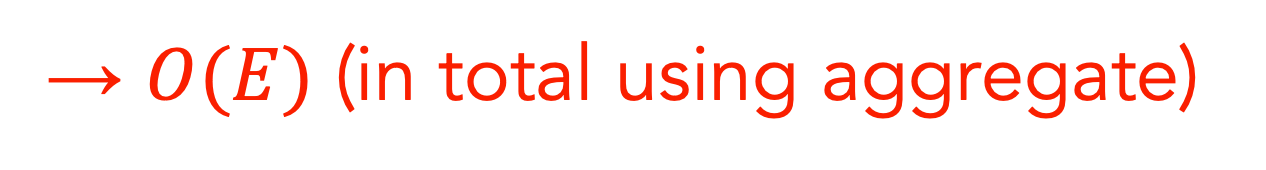 → O(E) (in total using aggregate)